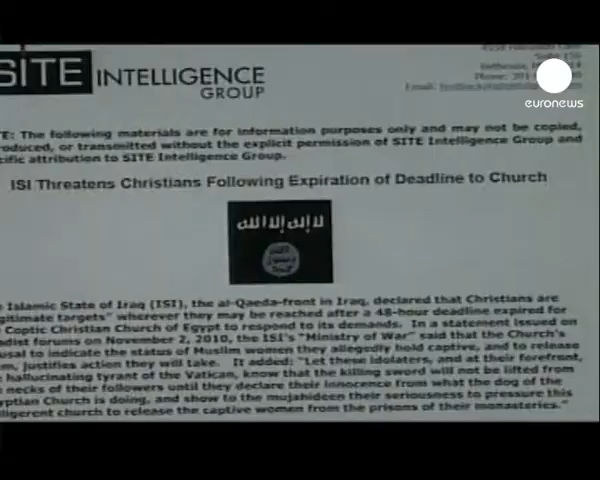 SITE INTELLIGENCE
GROUP
euronews
E: The following materials are for information purposes only and may not be copied,
oduced, or transmitted without the explicit permission of SITE Intelligence Group and
cific attribution to SITE Intelligence Group.
ISI Threatens Christians Following Expiration of Deadline to Church
لا إله إلا الله
الله
رسول
محمد
Islamic State of Iraq (ISI), the al-Qaeda-front in Iraq, declared that Christians are
gitimate targets" wherever they may be reached after a 48-hour deadline expired for
Coptic Christian Church of Egypt to respond to its demands. In a statement issued on
adist forums on November 2, 2010, the ISI's "Ministry of War" said that the Church's
usal to indicate the status of Muslim women they allegedly hold captive, and to release
m, justifies action they will take. It added: "Let these idolaters, and at their forefront,
hallucinating tyrant of the Vatican, know that the killing sword will not be lifted from
necks of their followers until they declare their innocence from what the dog of the
yptian Church is doing, and show to the mujahideen their seriousness to pressure this
lligerent church to release the captive women from the prisons of their monasteries."